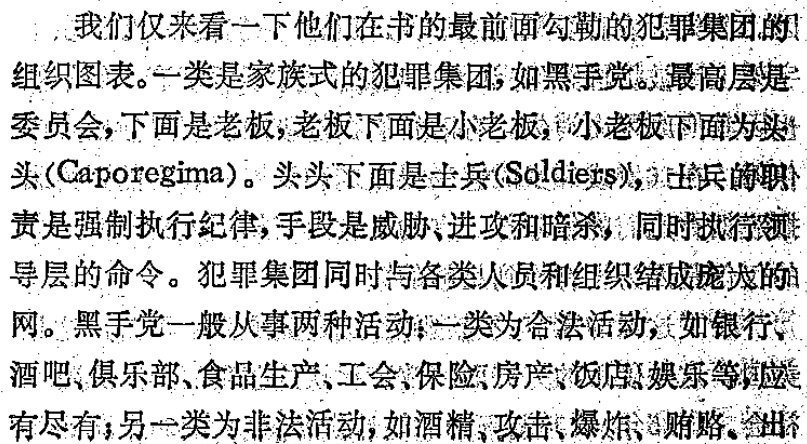 我们仅来看一下他们在书的最前面勾勒的犯罪集团的
组织图表。一类是家族式的犯罪集团,如黑手党。最高层是
委员会,下面是老板,老板下面是小老板,小老板下面为头
头(Caporegima)。头头下面是士兵(Soldiers),士兵的职
责是强制执行纪律,手段是威胁、进攻和暗杀,同时执行领
导层的命令。犯罪集团同时与各类人员和组织结成庞大的
网。黑手党一般从事两种活动:一类为合法活动,如银行、
酒吧、俱乐部、食品生产、工会、保险、房产、饭店、娱乐等,应
有尽有;另一类为非法活动,如酒精、攻击、爆炸、贿赂、出